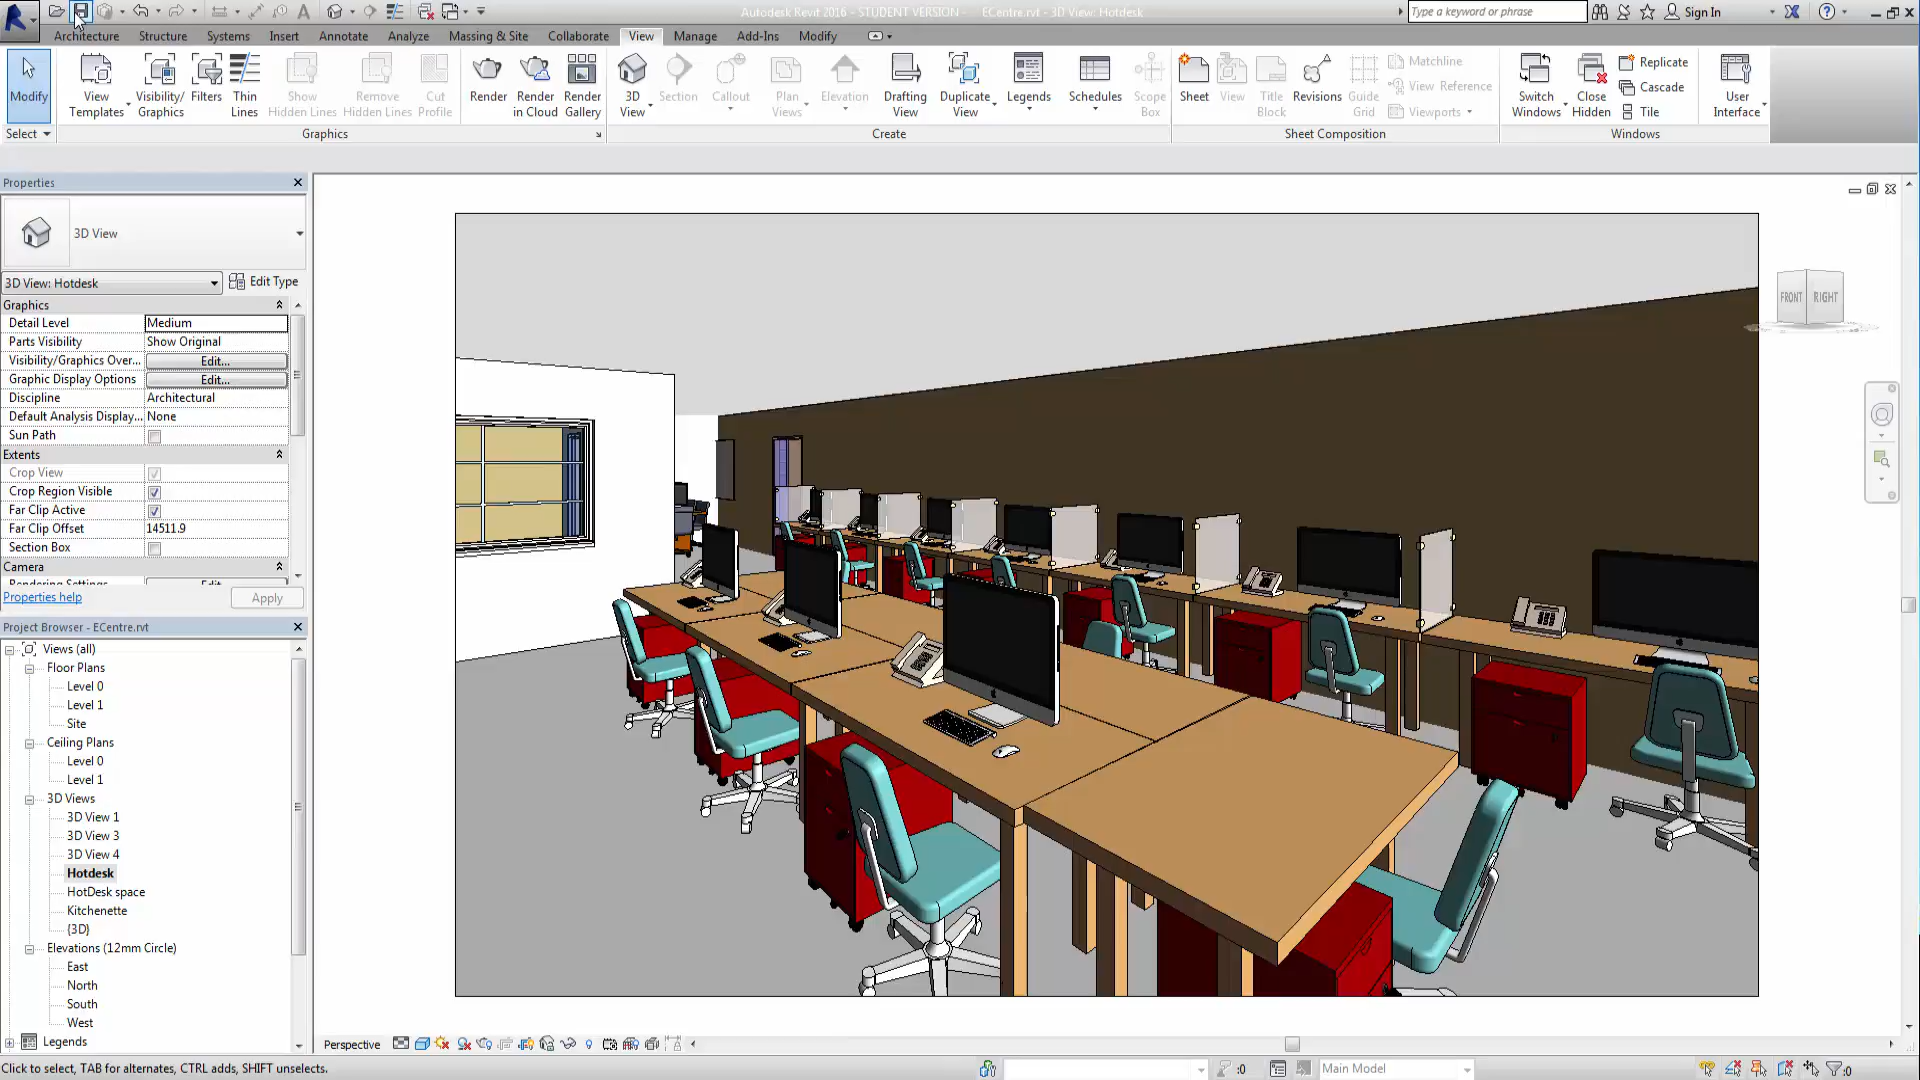 Autodesk Revit 2016 - STUDENT VERSION - ECentre.rvt - 3D View: Hotdesk
Type a keyword or phrase
Sign In
Architecture Structure Systems Insert Annotate Analyze Massing & Site Collaborate View Manage Add-Ins Modify
Modify
View Templates
Visibility/ Graphics
Filters
Thin Lines
Show Hidden Lines
Remove Hidden Lines
Cut Profile
Render
Render in Cloud
Render Gallery
3D View
Section
Callout
Plan Views
Elevation
Drafting View
Duplicate View
Legends
Schedules
Scope Box
Sheet
View
Title Block
Revisions
Guide Grid
Matchline
View Reference
Viewports
Switch Windows
Close Hidden
Replicate
Cascade
Tile
User Interface
Select
Graphics
Create
Sheet Composition
Windows
Properties
3D View
3D View: Hotdesk
Edit Type
Graphics
Detail Level Medium
Parts Visibility Show Original
Visibility/Graphics Over... Edit...
Graphic Display Options Edit...
Discipline Architectural
Default Analysis Display... None
Sun Path
Extents
Crop View
Crop Region Visible
Far Clip Active
Far Clip Offset 14511.9
Section Box
Camera
Rendering Settings Edit...
Properties help
Apply
Project Browser - ECentre.rvt
Views (all)
Floor Plans
Level 0
Level 1
Site
Ceiling Plans
Level 0
Level 1
3D Views
3D View 1
3D View 3
3D View 4
Hotdesk
HotDesk space
Kitchenette
{3D}
Elevations (12mm Circle)
East
North
South
West
Legends
FRONT RIGHT
Perspective
Click to select, TAB for alternates, CTRL adds, SHIFT unselects.
:0
Main Model
:0